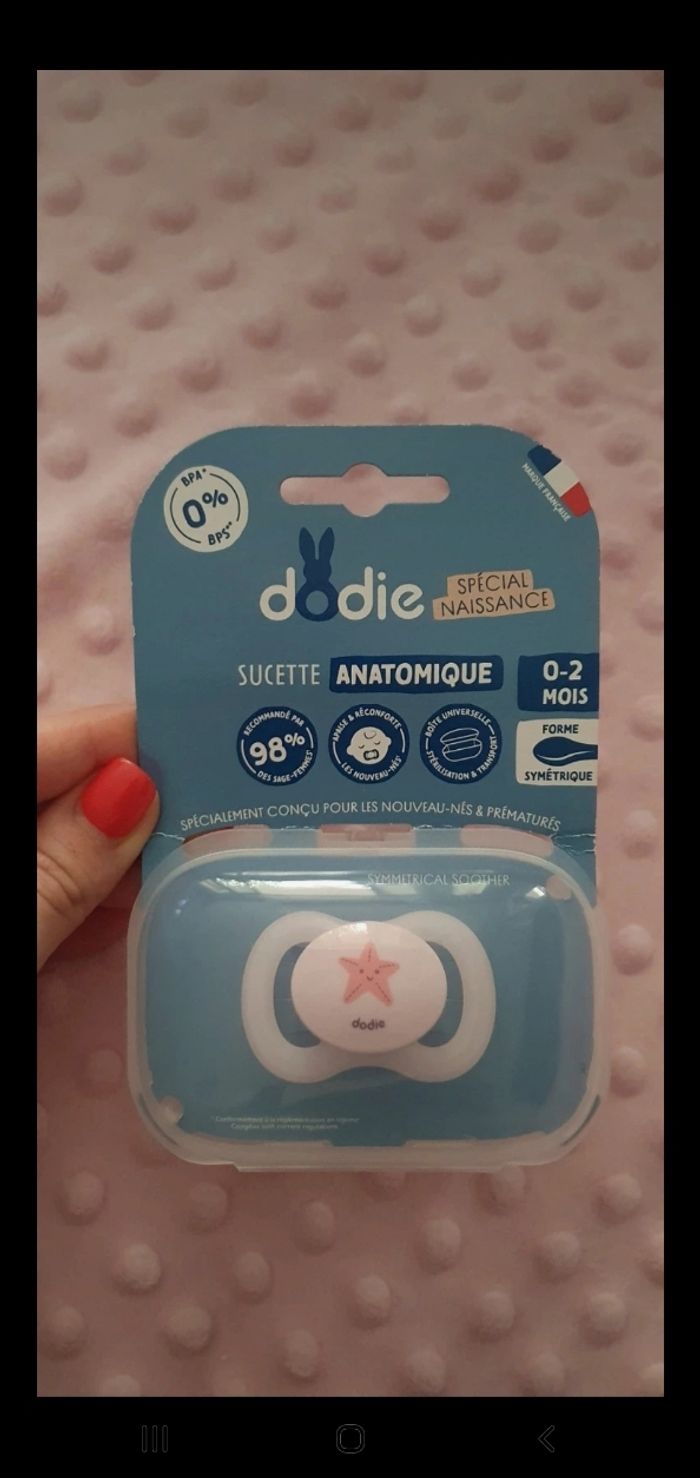 BPA*
0%
BPS**
MARQUE FRANÇAISE
dodie
SPÉCIAL
NAISSANCE
SUCETTE ANATOMIQUE
0-2
MOIS
RECOMMANDÉ PAR
98%
DES SAGE-FEMMES*
APAISE & RÉCONFORTE
LES NOUVEAU-NÉS*
BOÎTE UNIVERSELLE
STÉRILISATION & TRANSPORT
FORME
SYMÉTRIQUE
SPÉCIALEMENT CONÇU POUR LES NOUVEAU-NÉS & PRÉMATURÉS
SYMMETRICAL SOOTHER
dodie